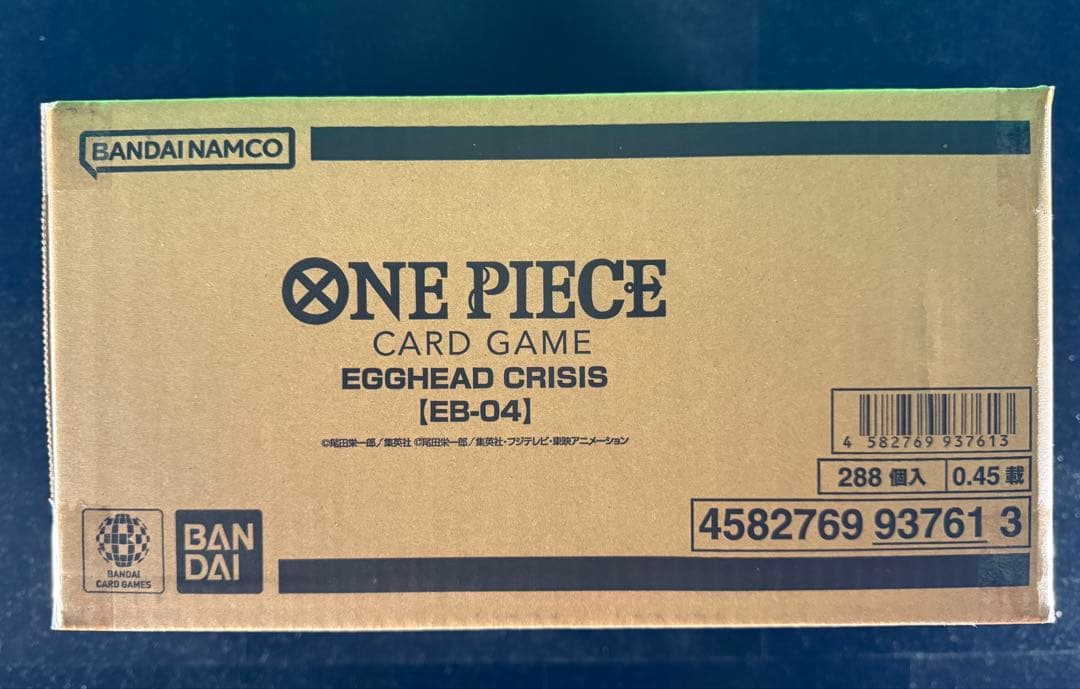 BANDAI NAMCO
ONE PIECE
CARD GAME
EGGHEAD CRISIS
【EB-04】
©尾田栄一郎/集英社 ©尾田栄一郎/集英社・フジテレビ・東映アニメーション
4 582769 937613
288 個入 0.45 載
4582769 93761 3
BANDAI
CARD GAMES
BAN
DAI